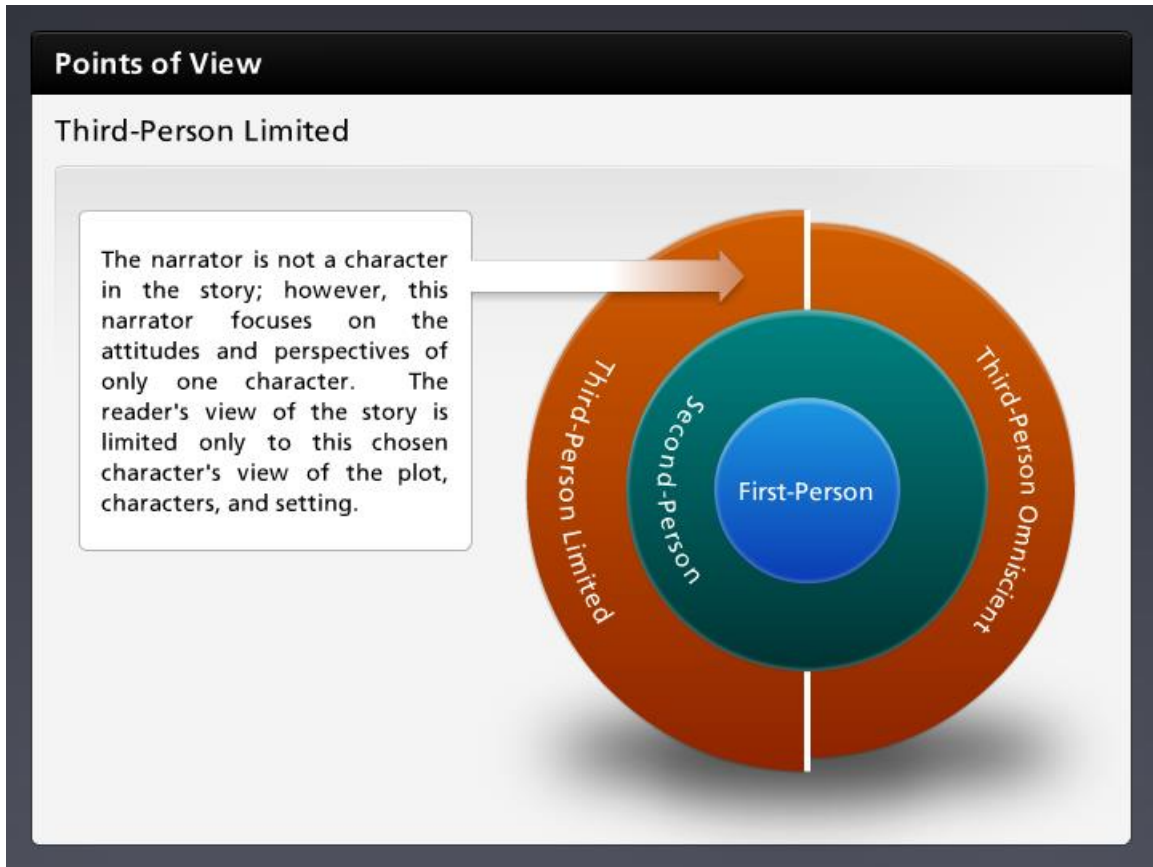 Points of View
Third-Person Limited
The narrator is not a character
in the story; however, this
narrator focuses on the
attitudes and perspectives of
only one character. The
reader's view of the story is
limited only to this chosen
character's view of the plot,
characters, and setting.
Third-Person Limited
Second-Person
First-Person
Third-Person Omniscient